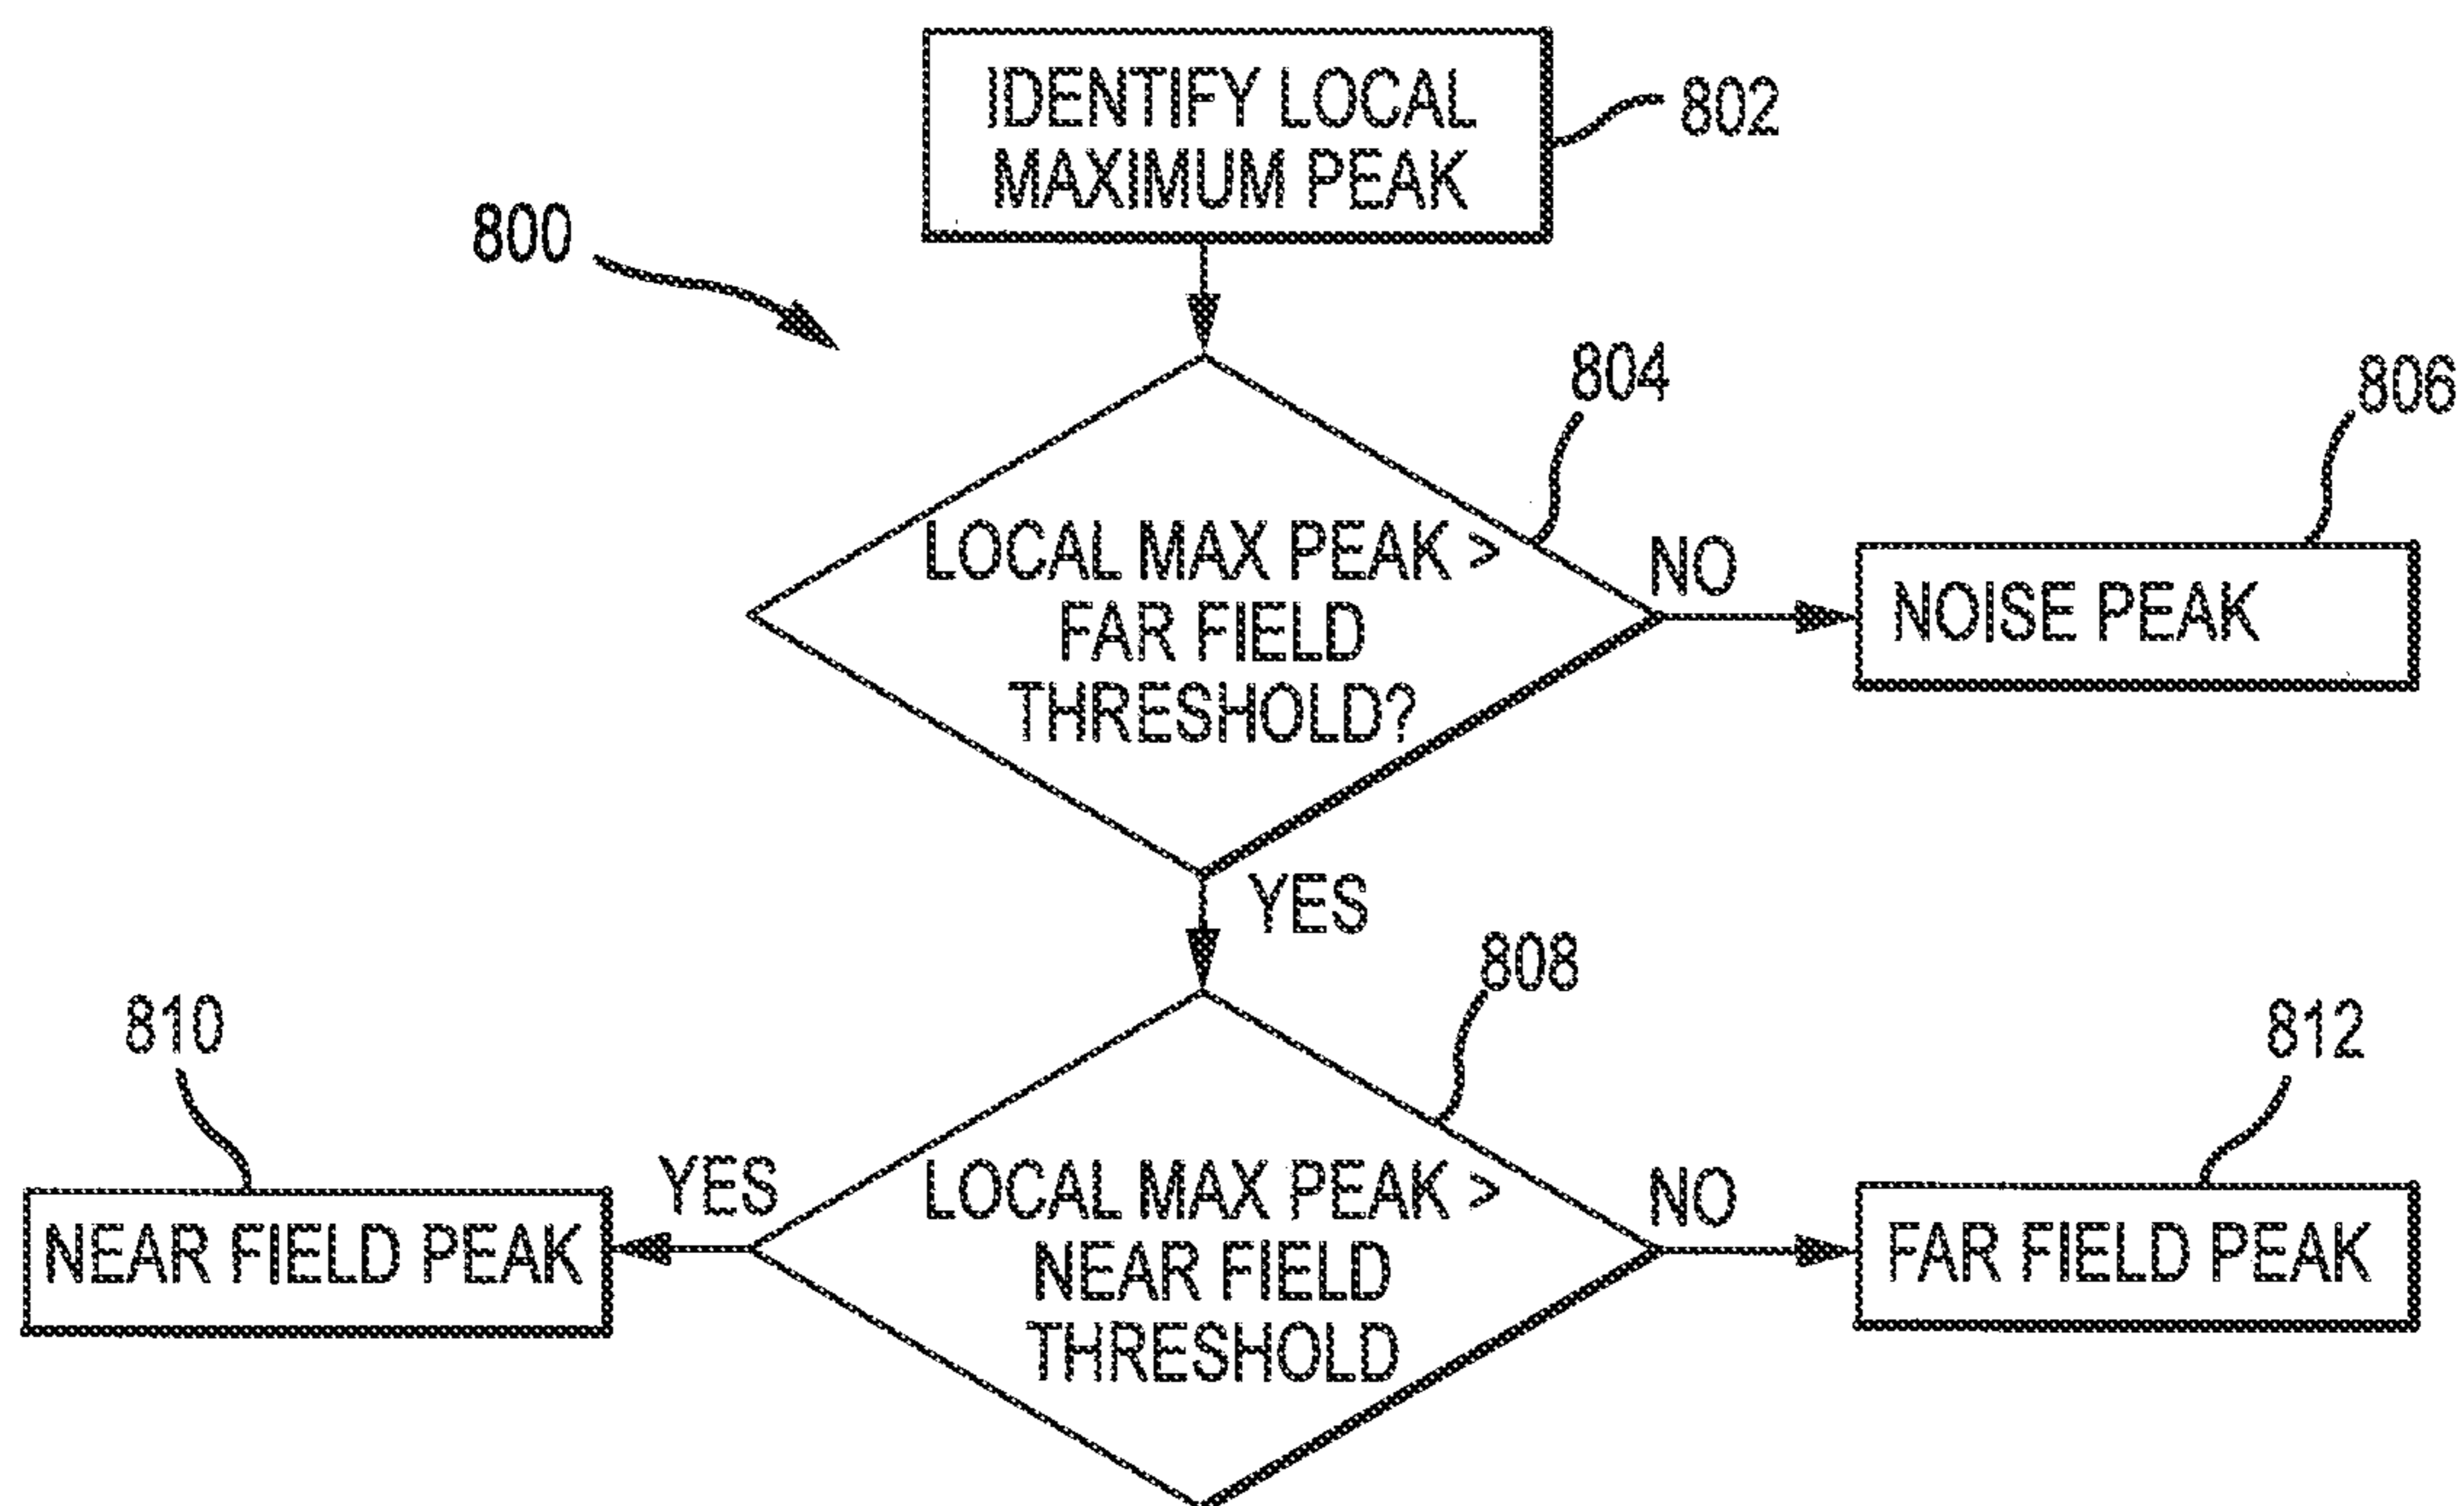 IDENTIFY LOCAL
MAXIMUM PEAK
802
800
804
806
LOCAL MAX PEAK >
FAR FIELD
THRESHOLD?
NO
NOISE PEAK
YES
808
810
812
YES
NEAR FIELD PEAK
LOCAL MAX PEAK >
NEAR FIELD
THRESHOLD
NO
FAR FIELD PEAK